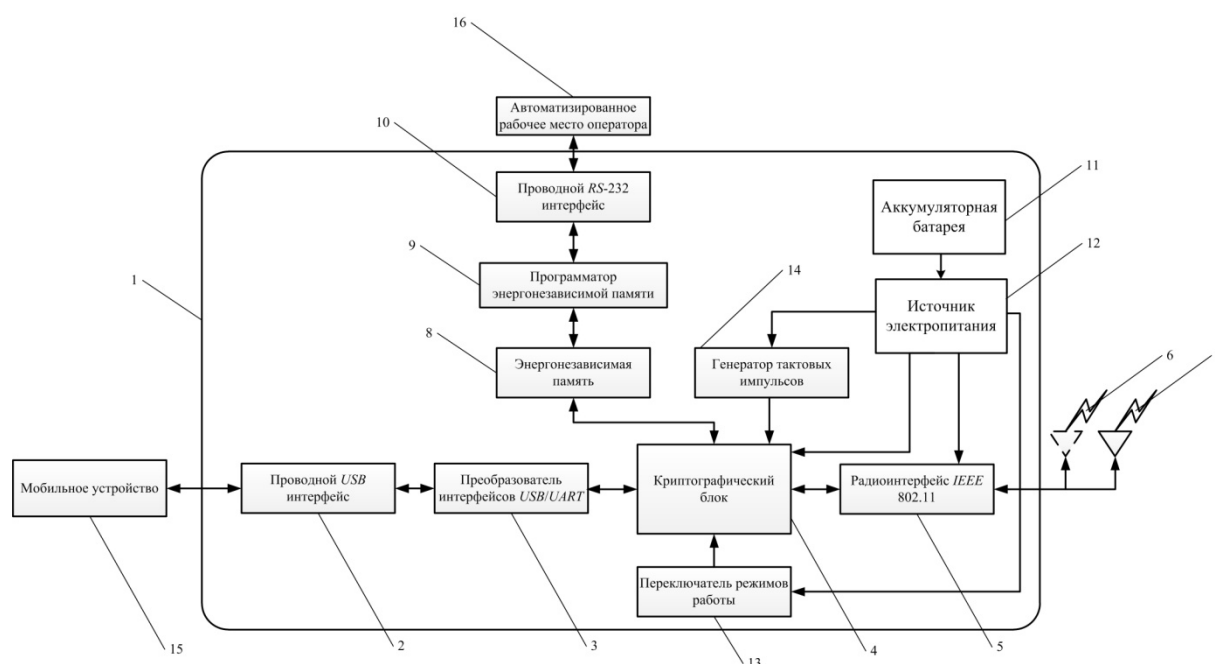 16
Автоматизированное
рабочее место оператора
10
Проводной RS-232
интерфейс
11
Аккумуляторная
батарея
9
Программатор
энергонезависимой памяти
14
12
Источник
электропитания
1
8
Энергонезависимая
память
Генератор тактовых
импульсов
6
Мобильное устройство
Проводной USB
интерфейс
Преобразователь
интерфейсов USB/UART
Криптографический
блок
Радиоинтерфейс IEEE
802.11
Переключатель режимов
работы
15
2
3
13
4
5